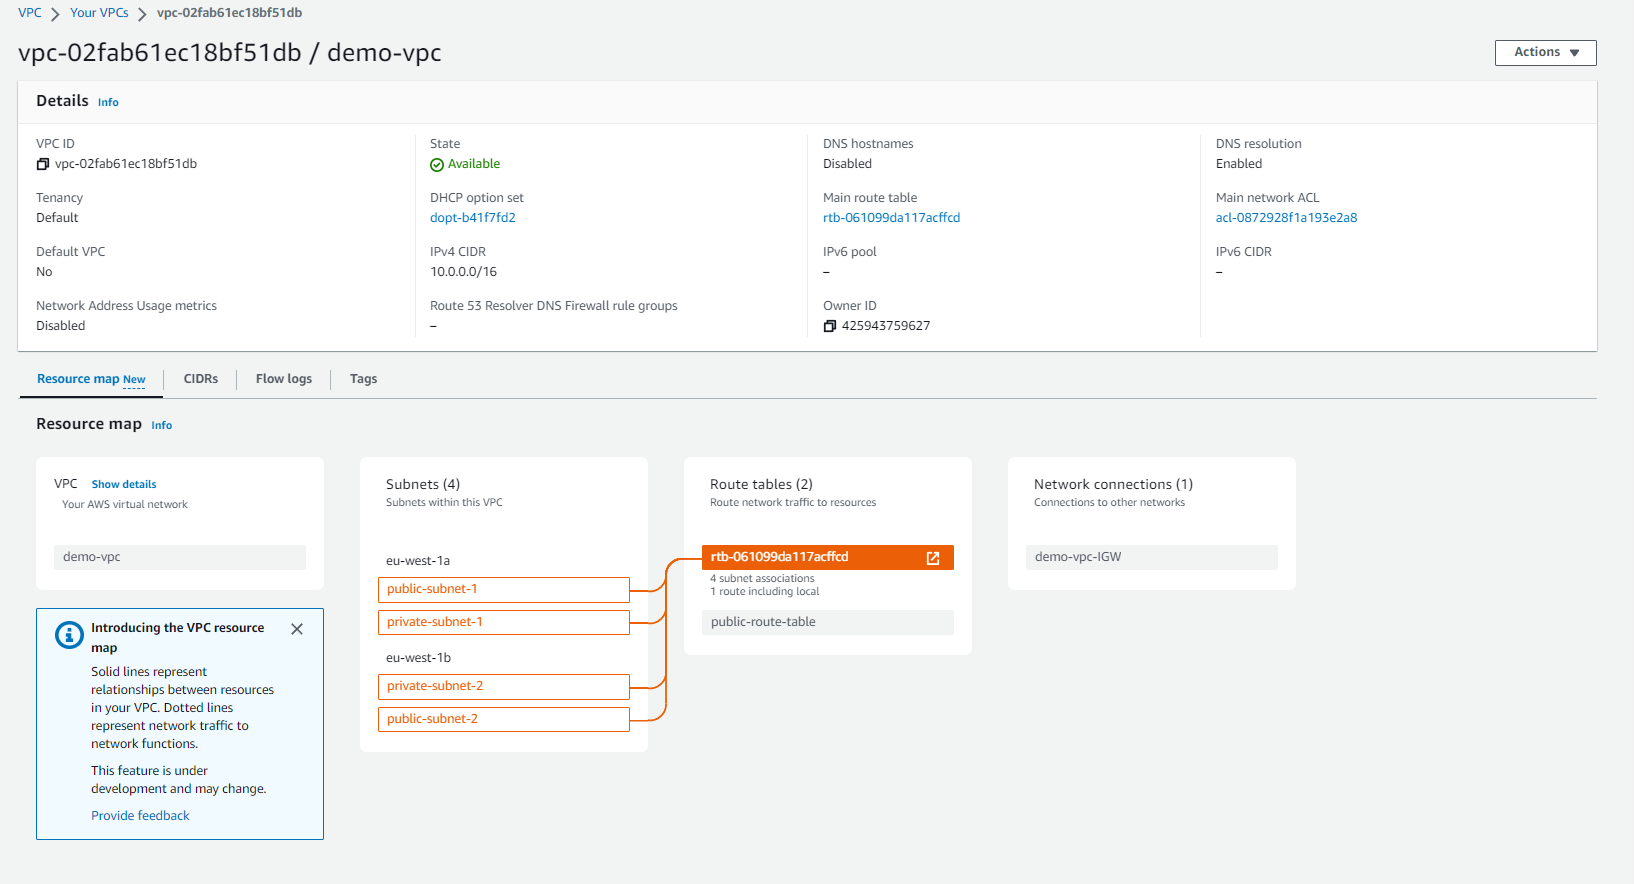 VPC > Your VPCs > vpc-02fab61ec18bf51db
vpc-02fab61ec18bf51db / demo-vpc
Actions
Details Info
VPC ID
vpc-02fab61ec18bf51db
State
Available
DNS hostnames
Disabled
DNS resolution
Enabled
Tenancy
Default
DHCP option set
dopt-b41f7fd2
Main route table
rtb-061099da117acffcd
Main network ACL
acl-0872928f1a193e2a8
Default VPC
No
IPv4 CIDR
10.0.0.0/16
IPv6 pool
–
IPv6 CIDR
–
Network Address Usage metrics
Disabled
Route 53 Resolver DNS Firewall rule groups
–
Owner ID
425943759627
Resource map New
CIDRs
Flow logs
Tags
Resource map Info
VPC Show details
Your AWS virtual network
demo-vpc
Introducing the VPC resource
map
Solid lines represent
relationships between resources
in your VPC. Dotted lines
represent network traffic to
network functions.
This feature is under
development and may change.
Provide feedback
Subnets (4)
Subnets within this VPC
eu-west-1a
public-subnet-1
private-subnet-1
eu-west-1b
private-subnet-2
public-subnet-2
Route tables (2)
Route network traffic to resources
rtb-061099da117acffcd
4 subnet associations
1 route including local
public-route-table
Network connections (1)
Connections to other networks
demo-vpc-IGW